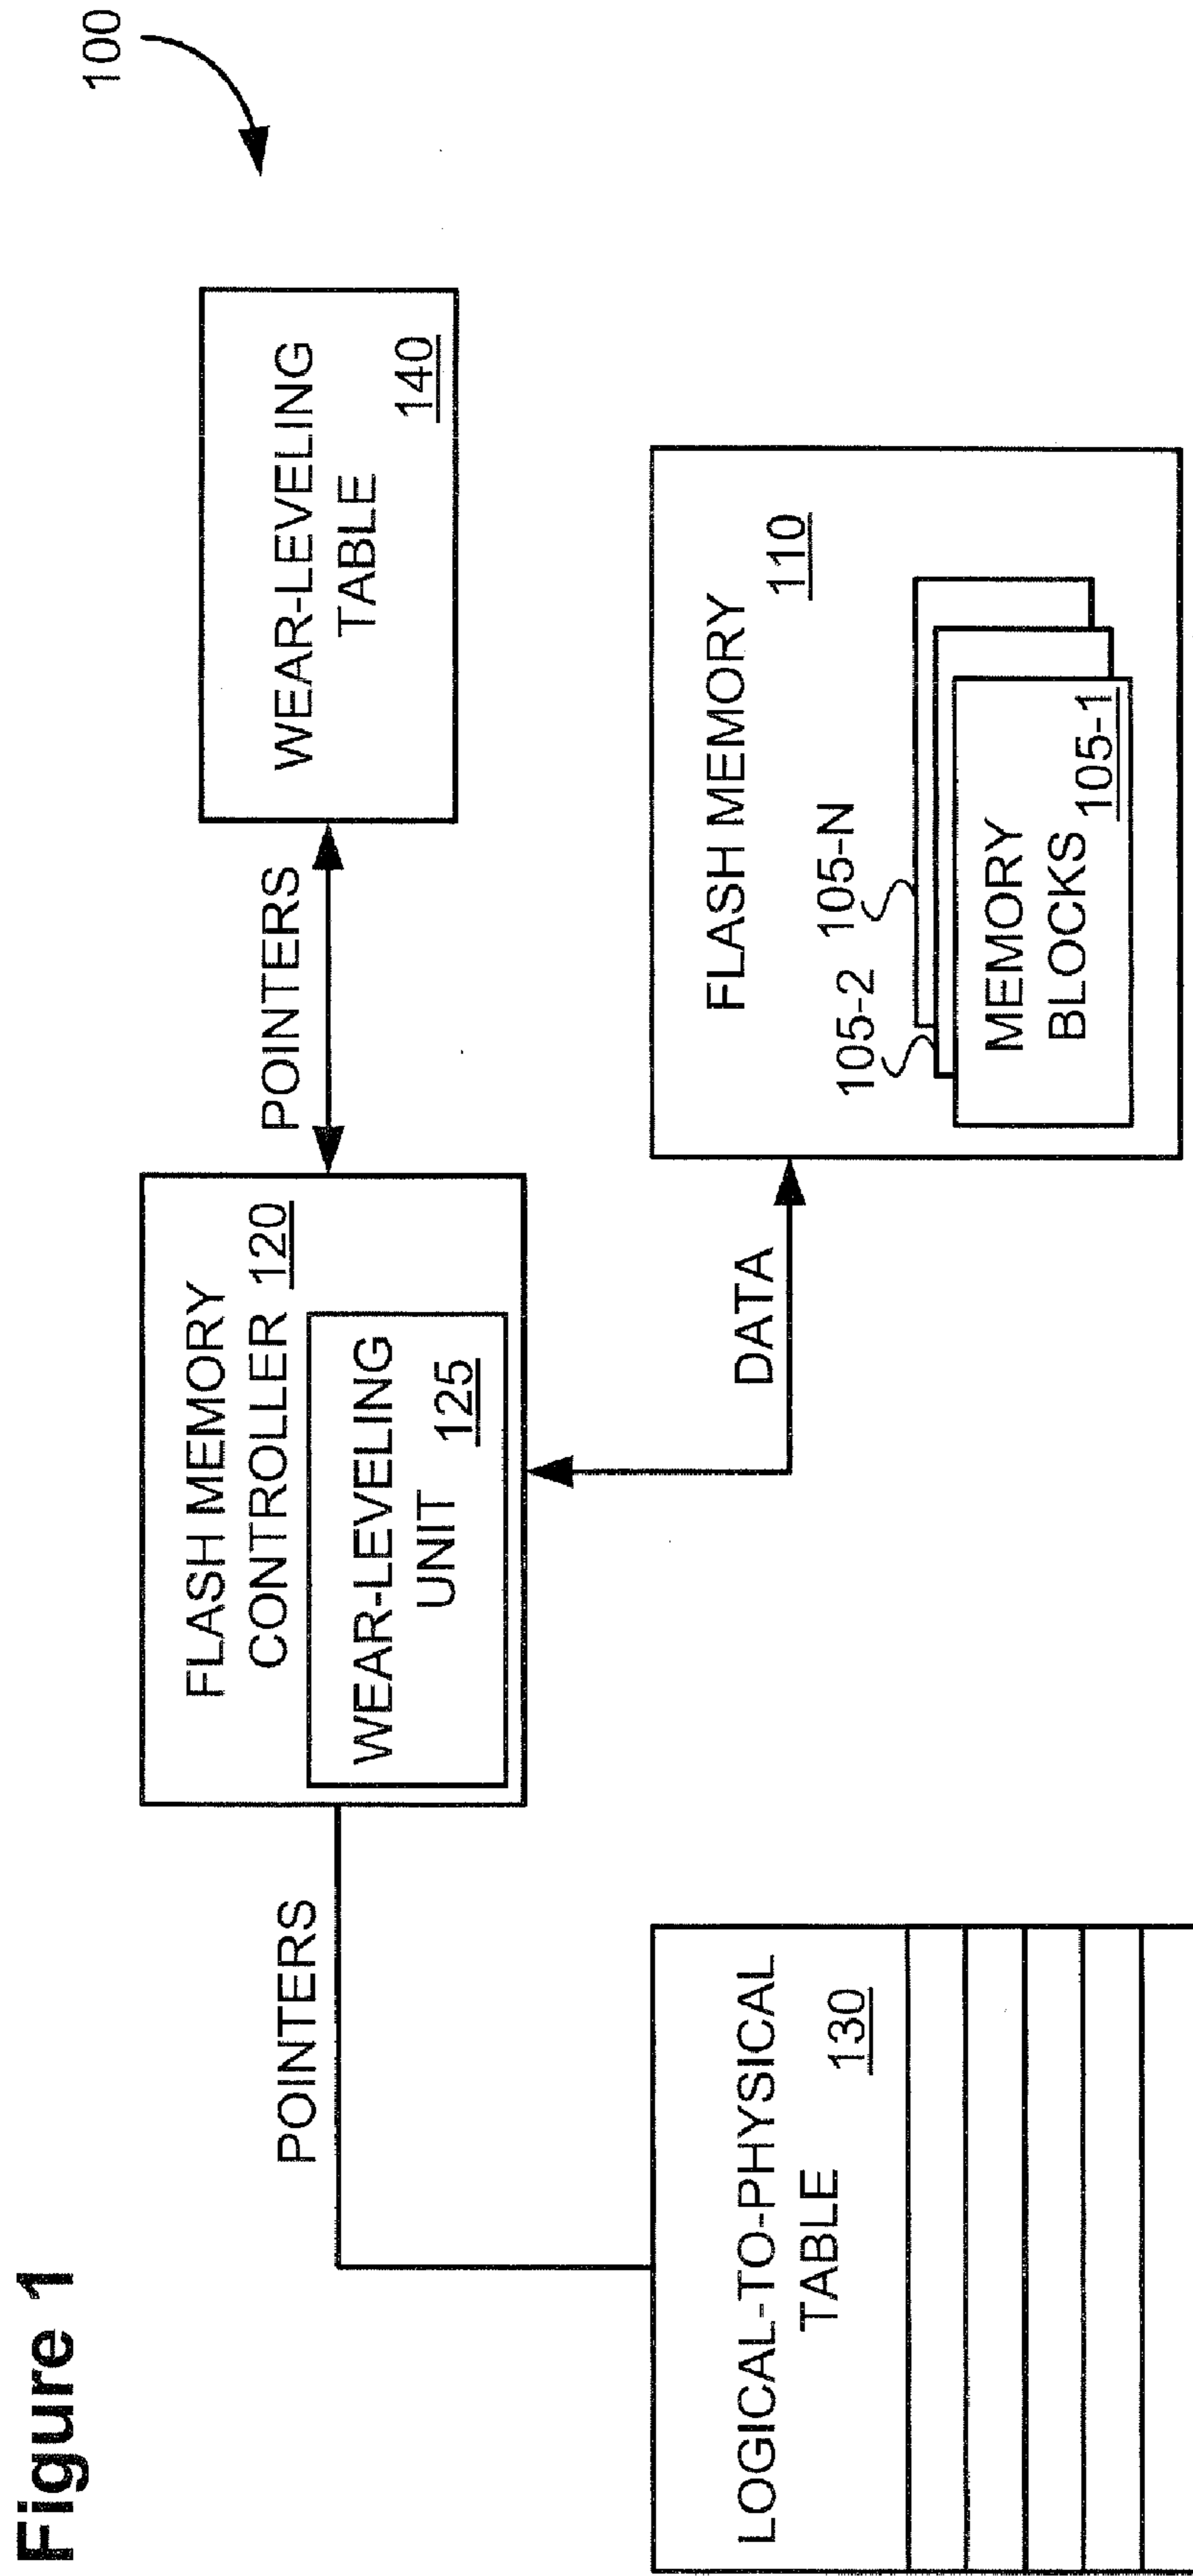 Figure 1
100
POINTERS
FLASH MEMORY
CONTROLLER 120
WEAR-LEVELING
UNIT 125
POINTERS
WEAR-LEVELING
TABLE
140
LOGICAL-TO-PHYSICAL
TABLE 130
DATA
FLASH MEMORY
110
105-2
105-N
MEMORY
BLOCKS
105-1